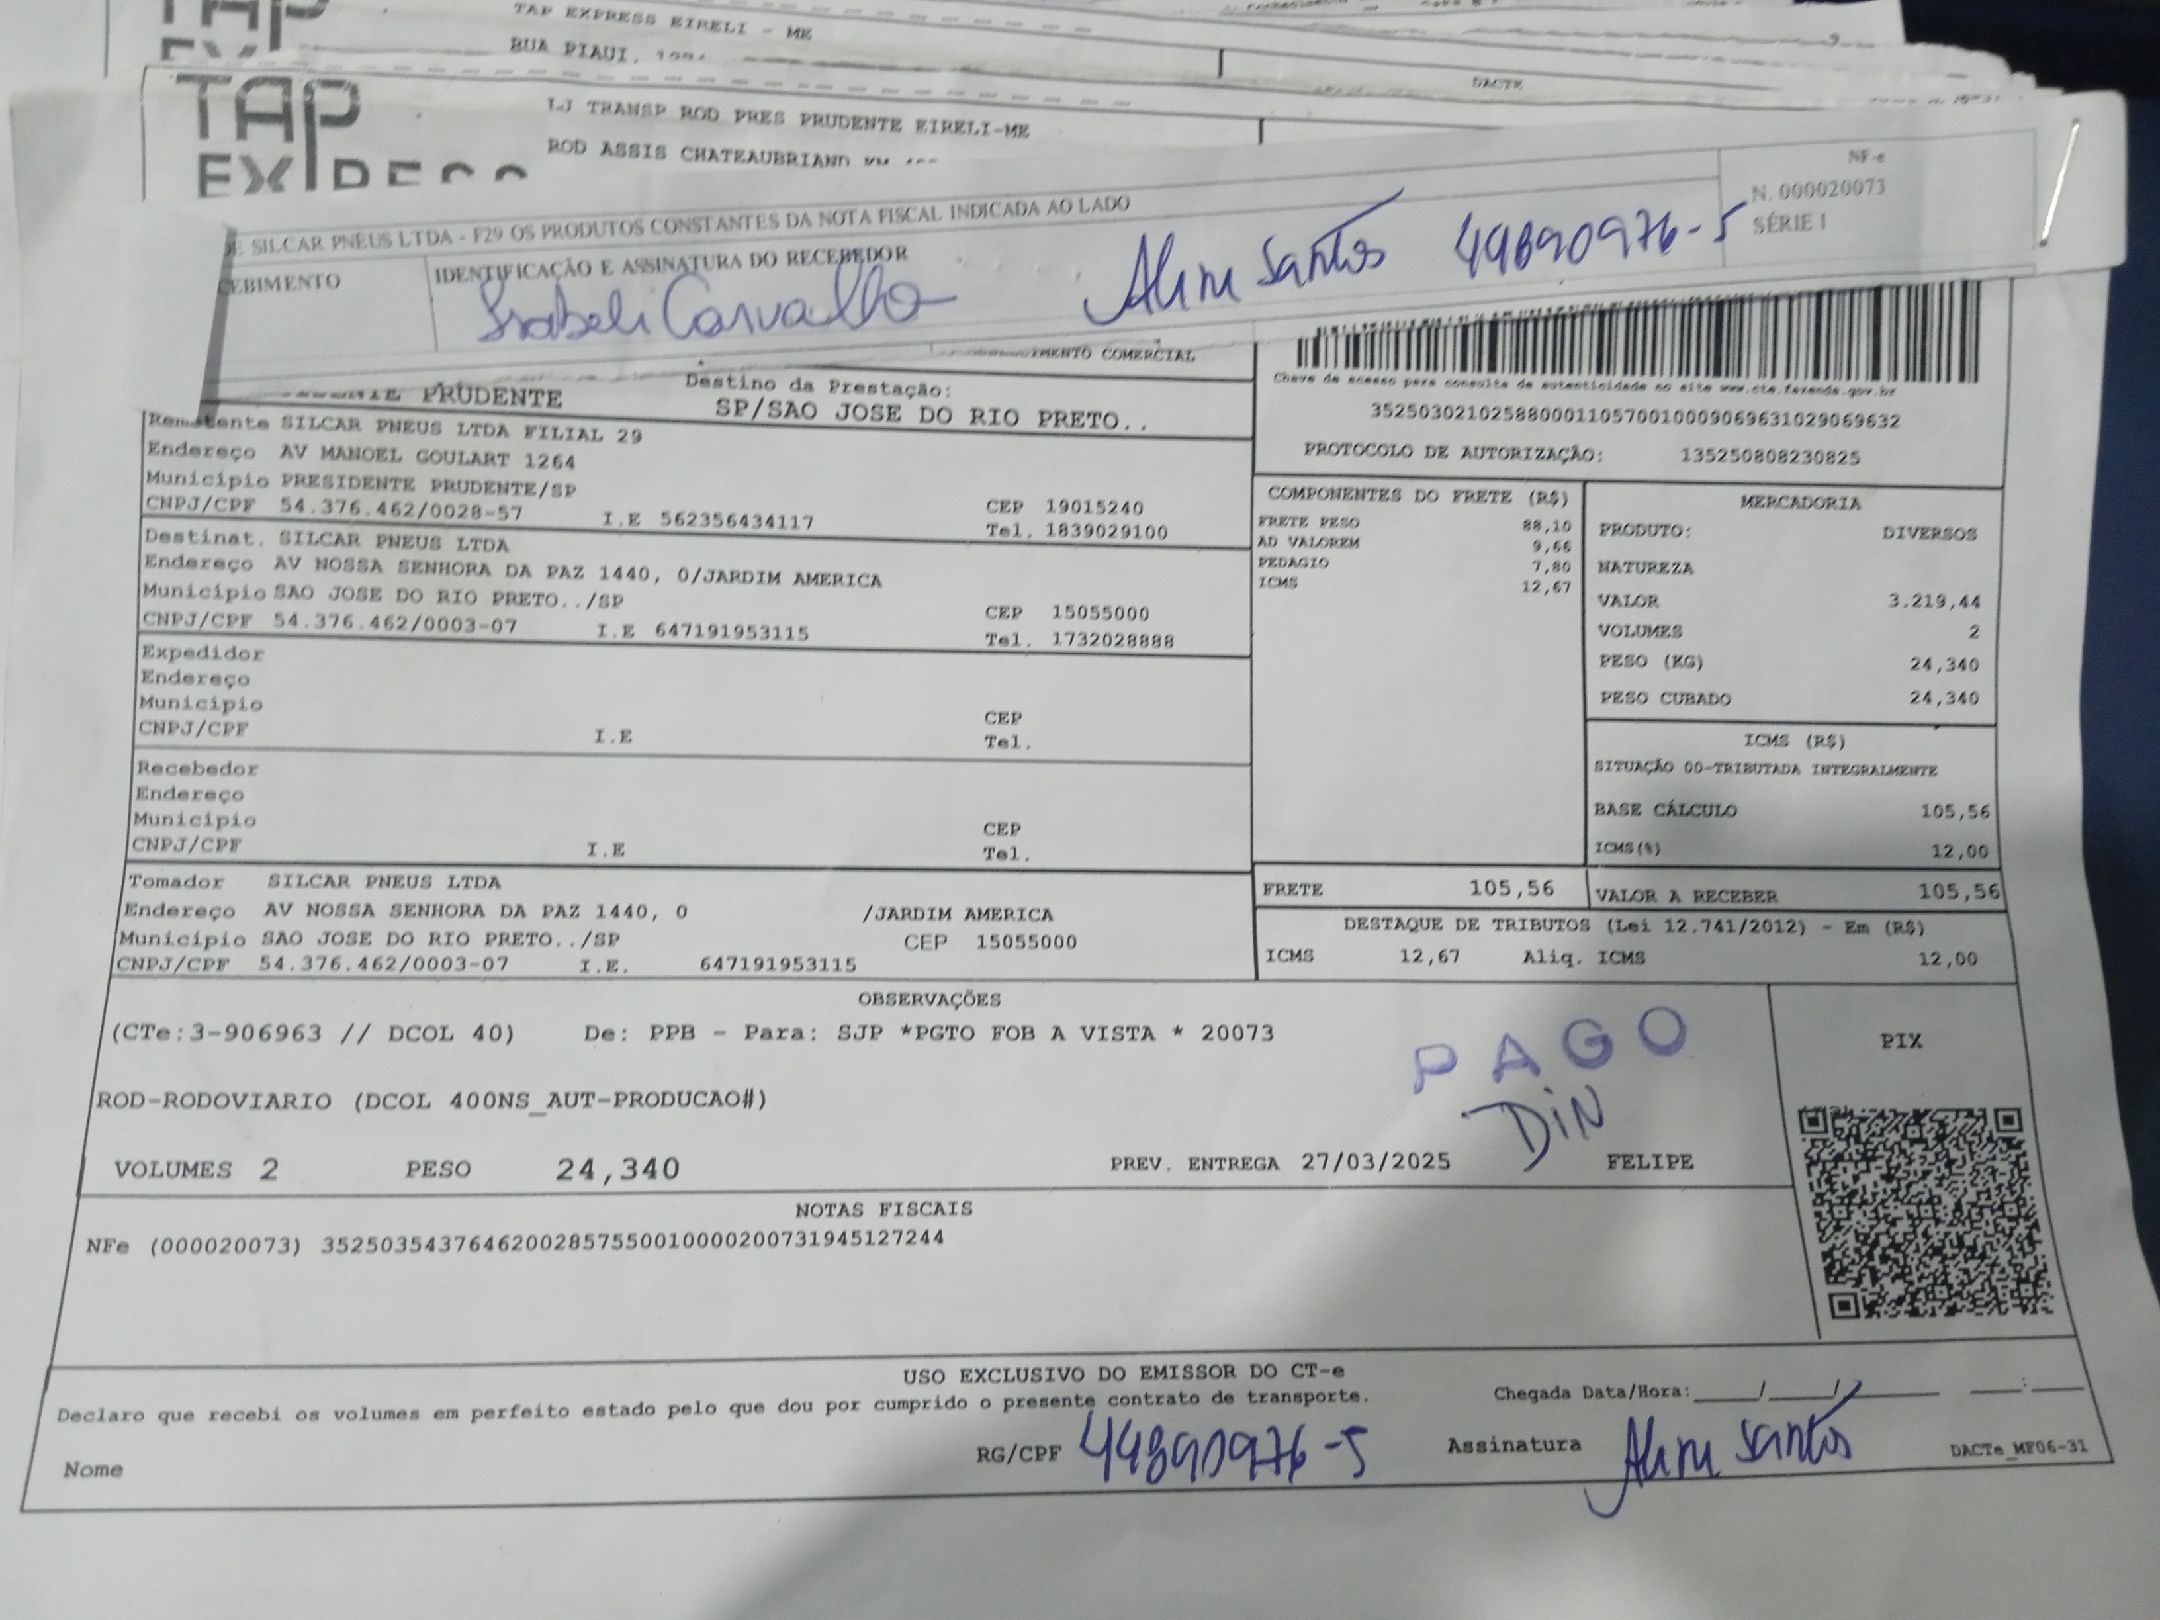 TAP EXPRESS EIRELI - ME
RUA PIAUI,
DACTE
TAP
LJ TRANSP ROD PRES PRUDENTE EIRELI-ME
ROD ASSIS CHATEAUBRIAND KM
SILCAR PNEUS LTDA - F29 OS PRODUTOS CONSTANTES DA NOTA FISCAL INDICADA AO LADO
NF-e
N. 000020073
SÉRIE 1
CEBIMENTO
IDENTIFICAÇÃO E ASSINATURA DO RECEBEDOR
Isabeli Carvalho
Aline Santos 44890976-5
COMERCIAL
PRUDENTE
Destino da Prestação:
SP/SAO JOSE DO RIO PRETO..
Chave de acesso para consulta de autenticidade no site www.cte.fazenda.gov.br
35250302102588000110570010009069631029069632
PROTOCOLO DE AUTORIZAÇÃO: 135250808230825
Remetente SILCAR PNEUS LTDA FILIAL 29
Endereço AV MANOEL GOULART 1264
Município PRESIDENTE PRUDENTE/SP
CEP 19015240
CNPJ/CPF 54.376.462/0028-57 I.E 562356434117 Tel. 1839029100
Destinat. SILCAR PNEUS LTDA
Endereço AV NOSSA SENHORA DA PAZ 1440, 0/JARDIM AMERICA
Município SAO JOSE DO RIO PRETO../SP
CEP 15055000
CNPJ/CPF 54.376.462/0003-07 I.E 647191953115 Tel. 1732028888
Expedidor
Endereço
Município CEP
CNPJ/CPF I.E Tel.
Recebedor
Endereço
Município CEP
CNPJ/CPF I.E Tel.
Tomador SILCAR PNEUS LTDA
Endereço AV NOSSA SENHORA DA PAZ 1440, 0 /JARDIM AMERICA
Município SAO JOSE DO RIO PRETO../SP CEP 15055000
CNPJ/CPF 54.376.462/0003-07 I.E. 647191953115
COMPONENTES DO FRETE (R$)
FRETE PESO 88,10
AD VALOREM 9,66
PEDAGIO 7,80
ICMS 12,67
MERCADORIA
PRODUTO: DIVERSOS
NATUREZA
VALOR 3.219,44
VOLUMES 2
PESO (KG) 24,340
PESO CUBADO 24,340
ICMS (R$)
SITUAÇÃO 00-TRIBUTADA INTEGRALMENTE
BASE CÁLCULO 105,56
ICMS(%) 12,00
FRETE 105,56
VALOR A RECEBER 105,56
DESTAQUE DE TRIBUTOS (Lei 12.741/2012) - Em (R$)
ICMS 12,67 Aliq. ICMS 12,00
OBSERVAÇÕES
(CTe:3-906963 // DCOL 40) De: PPB - Para: SJP *PGTO FOB A VISTA * 20073
PAGO
DIN
PIX
ROD-RODOVIARIO (DCOL 400NS_AUT-PRODUCAO#)
VOLUMES 2 PESO 24,340 PREV. ENTREGA 27/03/2025 FELIPE
NOTAS FISCAIS
NFe (000020073) 35250354376462002857550010000200731945127244
USO EXCLUSIVO DO EMISSOR DO CT-e
Declaro que recebi os volumes em perfeito estado pelo que dou por cumprido o presente contrato de transporte.
Chegada Data/Hora:____/____/____ ___:___
Nome
RG/CPF 44890976-5
Assinatura Aline Santos
DACTe_MF06-31